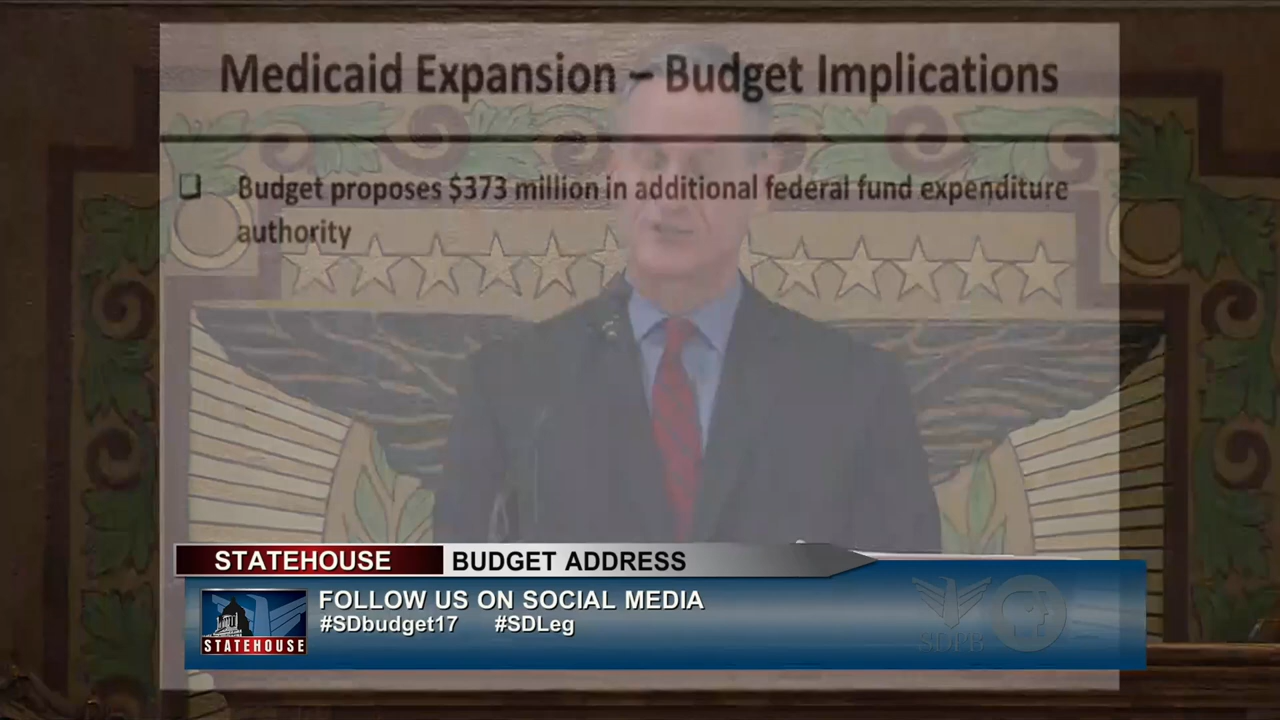 Medicaid Expansion – Budget Implications
❑ Budget proposes $373 million in additional federal fund expenditure
authority
STATEHOUSE
BUDGET ADDRESS
FOLLOW US ON SOCIAL MEDIA
#SDbudget17 #SDLeg
STATEHOUSE
SDPB